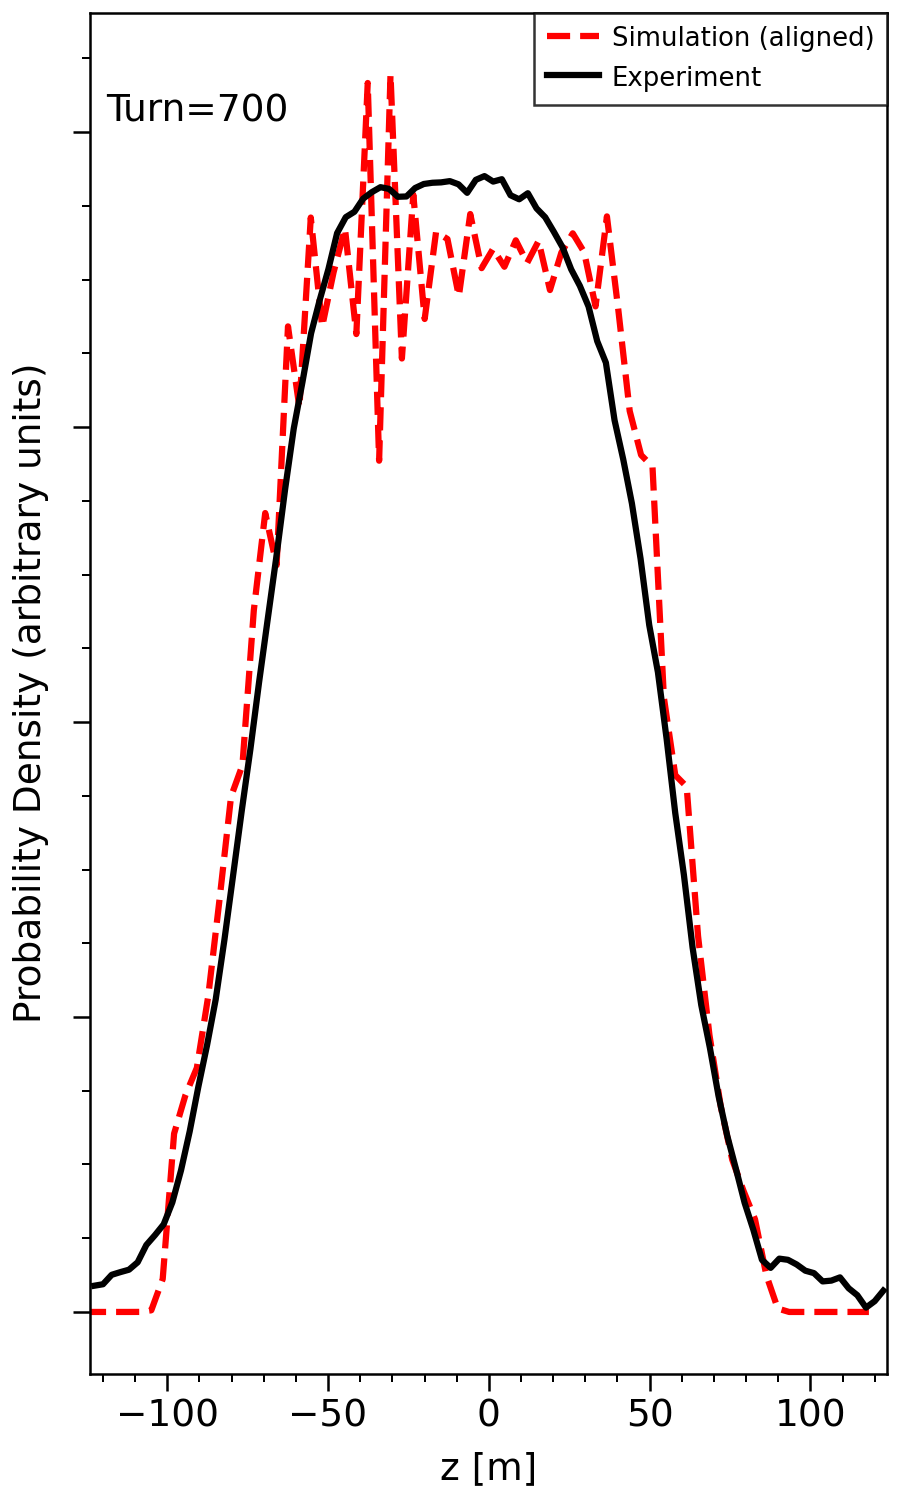 Simulation (aligned)
Experiment
Turn=700
Probability Density (arbitrary units)
−100 −50 0 50 100
z [m]